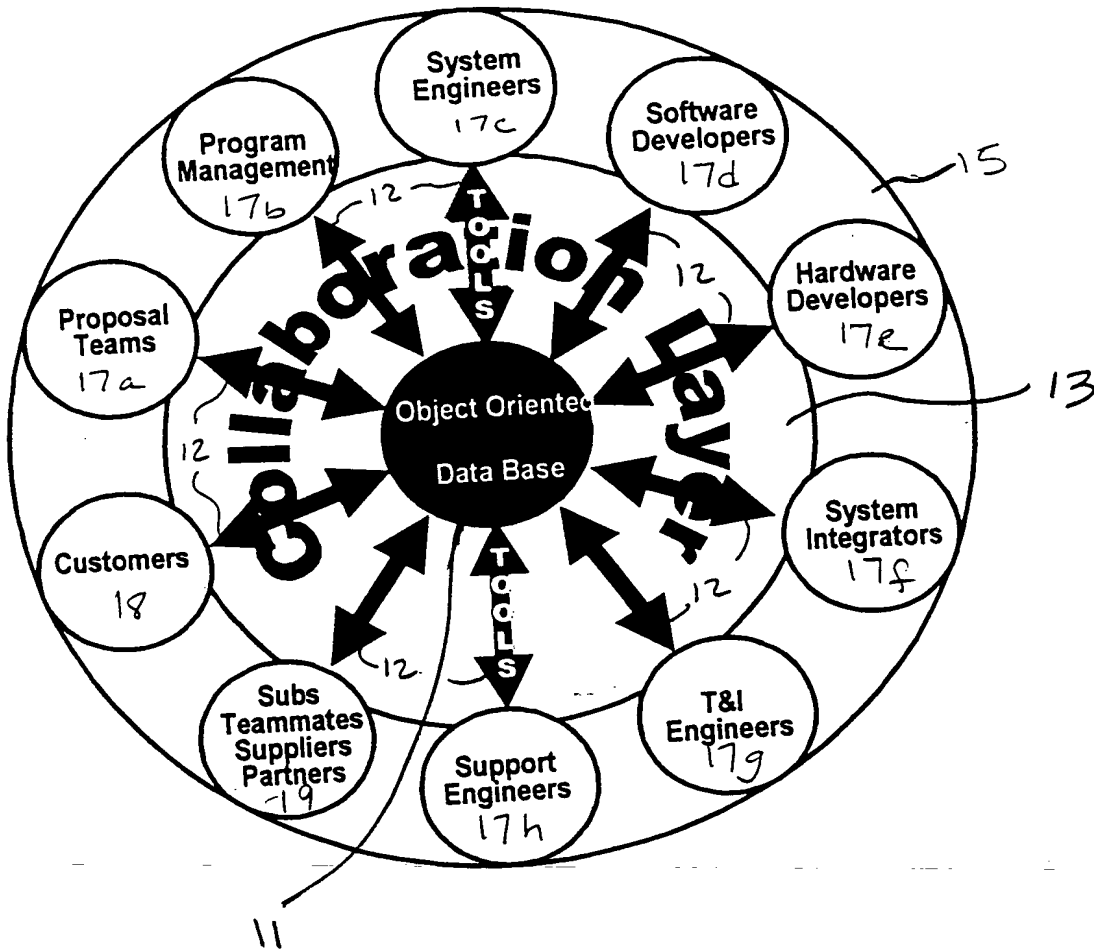 System
Engineers
17c
Software
Developers
17d
15
Program
Management
17b
12
TOOLS
Collaboration Layer
12
Hardware
Developers
17e
Proposal
Teams
17a
13
12
Object Oriented
Data Base
System
Integrators
17f
Customers
18
12
TOOLS
12
Subs
Teammates
Suppliers
Partners
19
Support
Engineers
17h
T&I
Engineers
17g
11